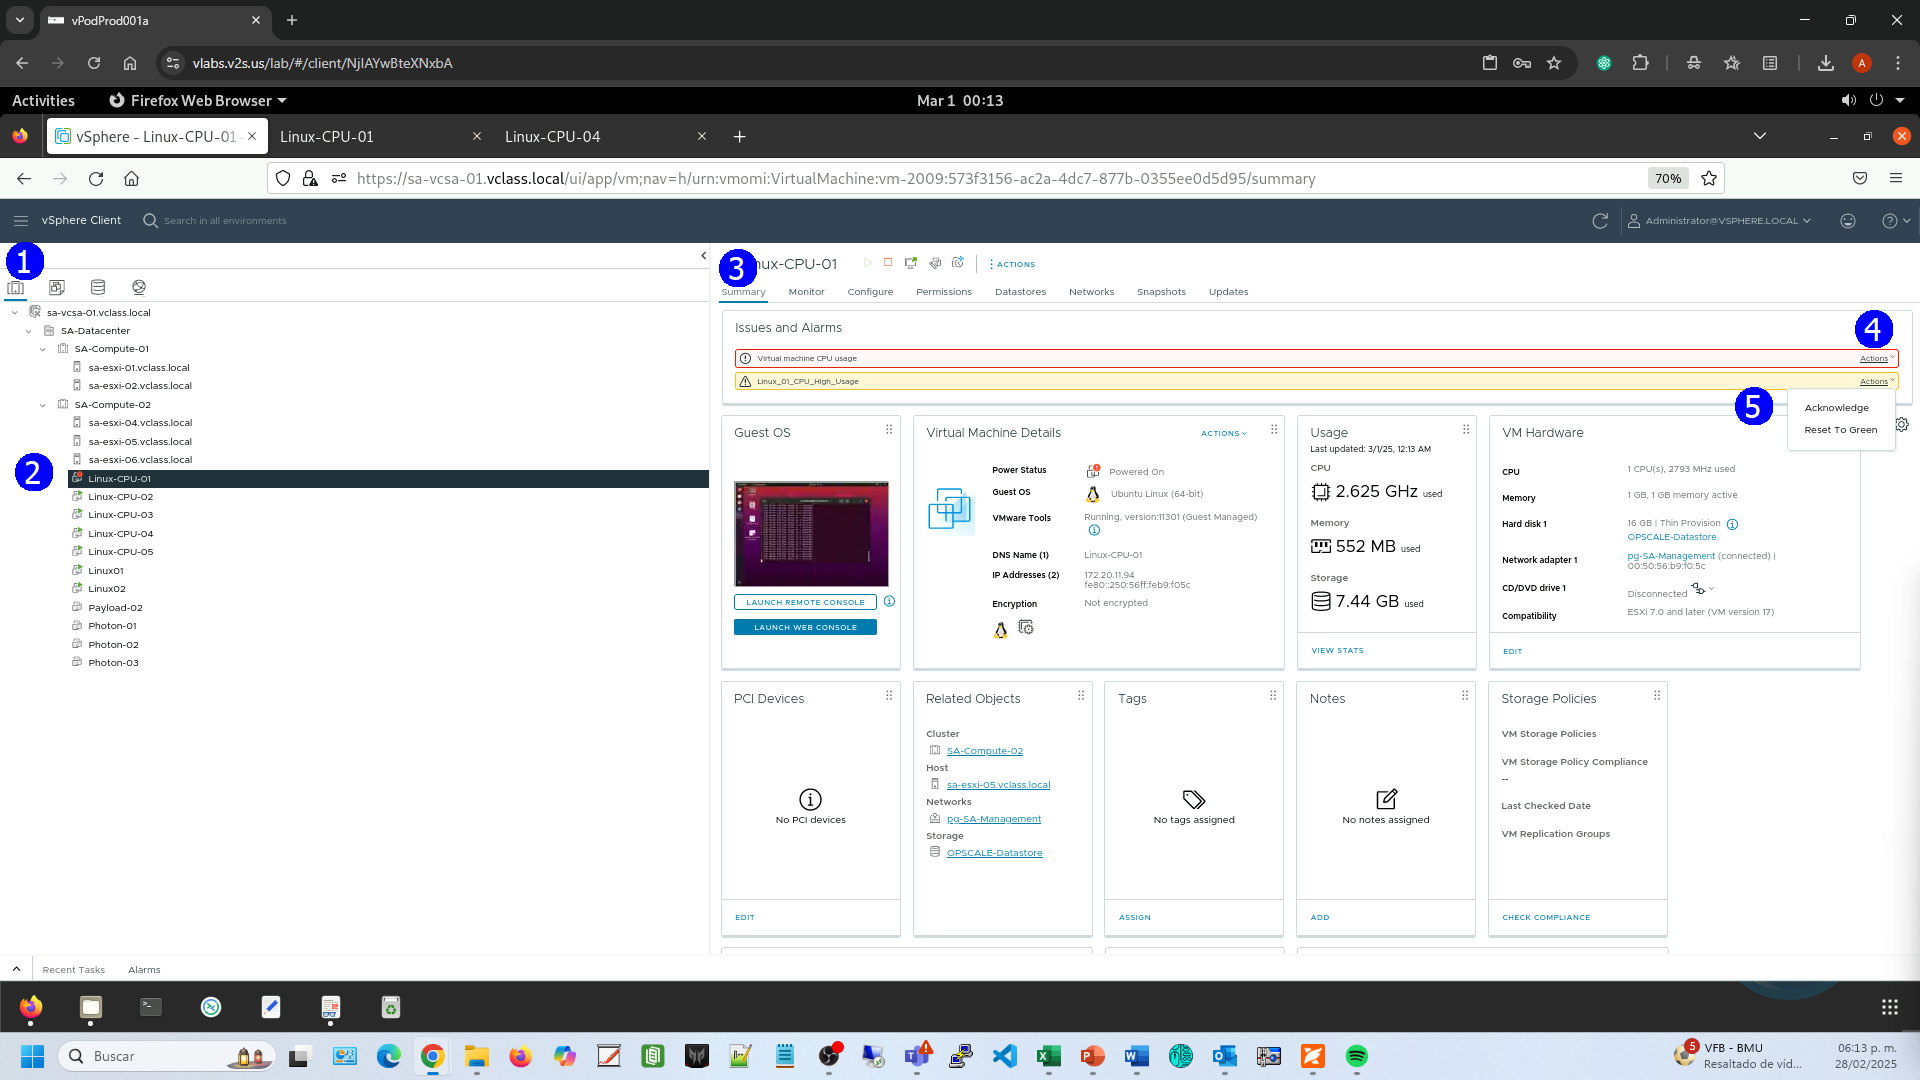 vPodProd001a
vlabs.v2s.us/lab/#/client/NjlAYwBteXNxbA
A
Activities
Firefox Web Browser
Mar 1 00:13
vSphere - Linux-CPU-01 -
Linux-CPU-01
Linux-CPU-04
https://sa-vcsa-01.vclass.local/ui/app/vm;nav=h/urn:vmomi:VirtualMachine:vm-2009:573f3156-ac2a-4dc7-877b-0355ee0d5d95/summary
70%
vSphere Client
Search in all environments
Administrator@VSPHERE.LOCAL
1
sa-vcsa-01.vclass.local
SA-Datacenter
SA-Compute-01
sa-esxi-01.vclass.local
sa-esxi-02.vclass.local
SA-Compute-02
sa-esxi-04.vclass.local
sa-esxi-05.vclass.local
sa-esxi-06.vclass.local
2
Linux-CPU-01
Linux-CPU-02
Linux-CPU-03
Linux-CPU-04
Linux-CPU-05
Linux01
Linux02
Payload-02
Photon-01
Photon-02
Photon-03
3
nux-CPU-01
ACTIONS
Summary
Monitor
Configure
Permissions
Datastores
Networks
Snapshots
Updates
Issues and Alarms
4
Virtual machine CPU usage
Actions
Linux_01_CPU_High_Usage
Actions
5
Acknowledge
Reset To Green
Guest OS
LAUNCH REMOTE CONSOLE
LAUNCH WEB CONSOLE
Virtual Machine Details
ACTIONS
Power Status
Powered On
Guest OS
Ubuntu Linux (64-bit)
VMware Tools
Running, version:11301 (Guest Managed)
DNS Name (1)
Linux-CPU-01
IP Addresses (2)
172.20.11.94
fe80::250:56ff:feb9:f05c
Encryption
Not encrypted
Usage
Last updated: 3/1/25, 12:13 AM
CPU
2.625 GHz used
Memory
552 MB used
Storage
7.44 GB used
VIEW STATS
VM Hardware
CPU
1 CPU(s), 2793 MHz used
Memory
1 GB, 1 GB memory active
Hard disk 1
16 GB | Thin Provision
OPSCALE-Datastore
Network adapter 1
pg-SA-Management (connected) |
00:50:56:b9:f0:5c
CD/DVD drive 1
Disconnected
Compatibility
ESXi 7.0 and later (VM version 17)
EDIT
PCI Devices
No PCI devices
EDIT
Related Objects
Cluster
SA-Compute-02
Host
sa-esxi-05.vclass.local
Networks
pg-SA-Management
Storage
OPSCALE-Datastore
Tags
No tags assigned
ASSIGN
Notes
No notes assigned
ADD
Storage Policies
VM Storage Policies
VM Storage Policy Compliance
--
Last Checked Date
VM Replication Groups
CHECK COMPLIANCE
Recent Tasks
Alarms
Buscar
5
VFB - BMU
Resaltado de víd...
06:13 p. m.
28/02/2025